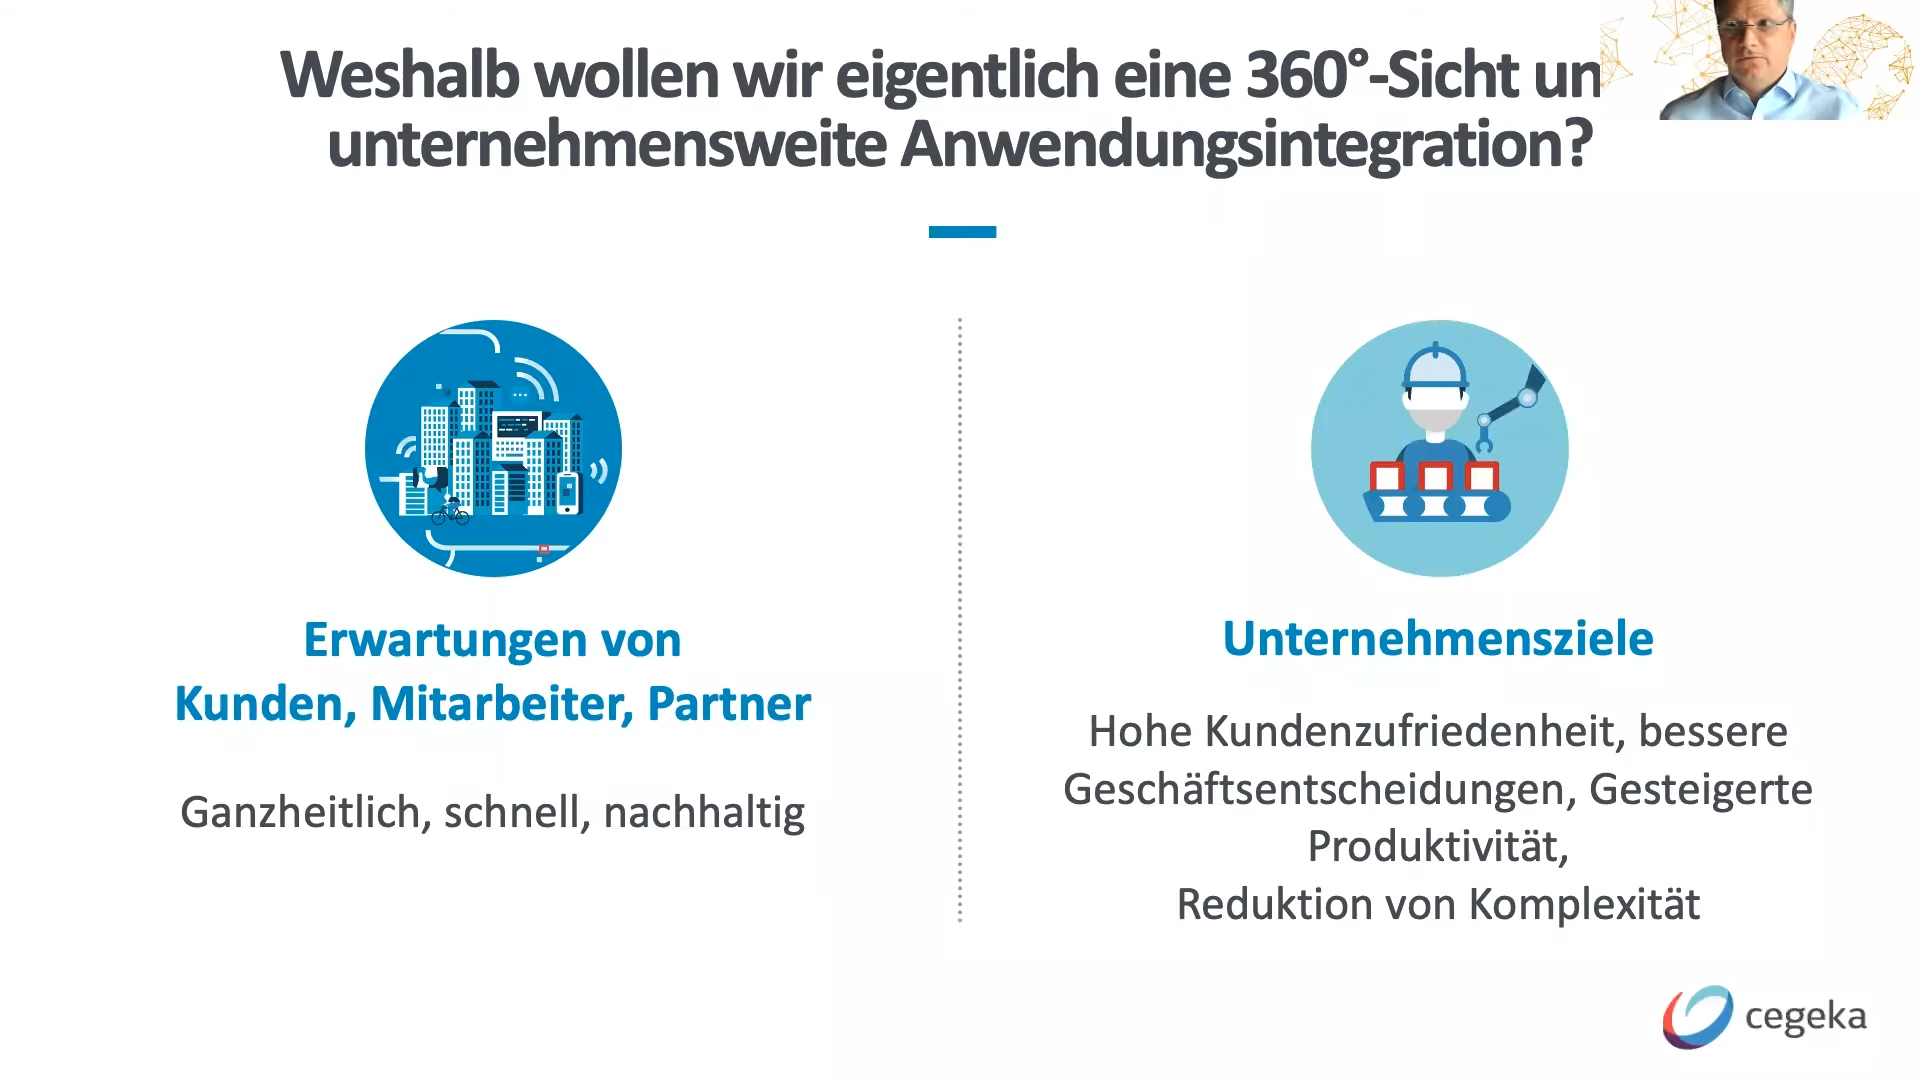 Weshalb wollen wir eigentlich eine 360°-Sicht un
unternehmensweite Anwendungsintegration?
Erwartungen von
Kunden, Mitarbeiter, Partner
Ganzheitlich, schnell, nachhaltig
Unternehmensziele
Hohe Kundenzufriedenheit, bessere
Geschäftsentscheidungen, Gesteigerte
Produktivität,
Reduktion von Komplexität
cegeka